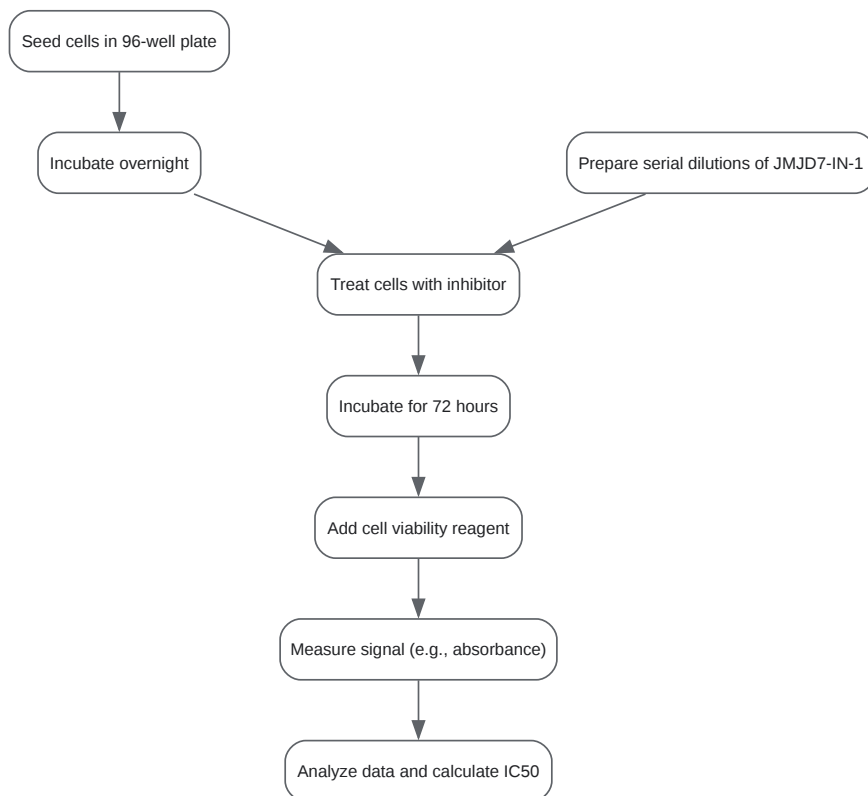 Seed cells in 96-well plate
Incubate overnight
Prepare serial dilutions of JMJD7-IN-1
Treat cells with inhibitor
Incubate for 72 hours
Add cell viability reagent
Measure signal (e.g., absorbance)
Analyze data and calculate IC50